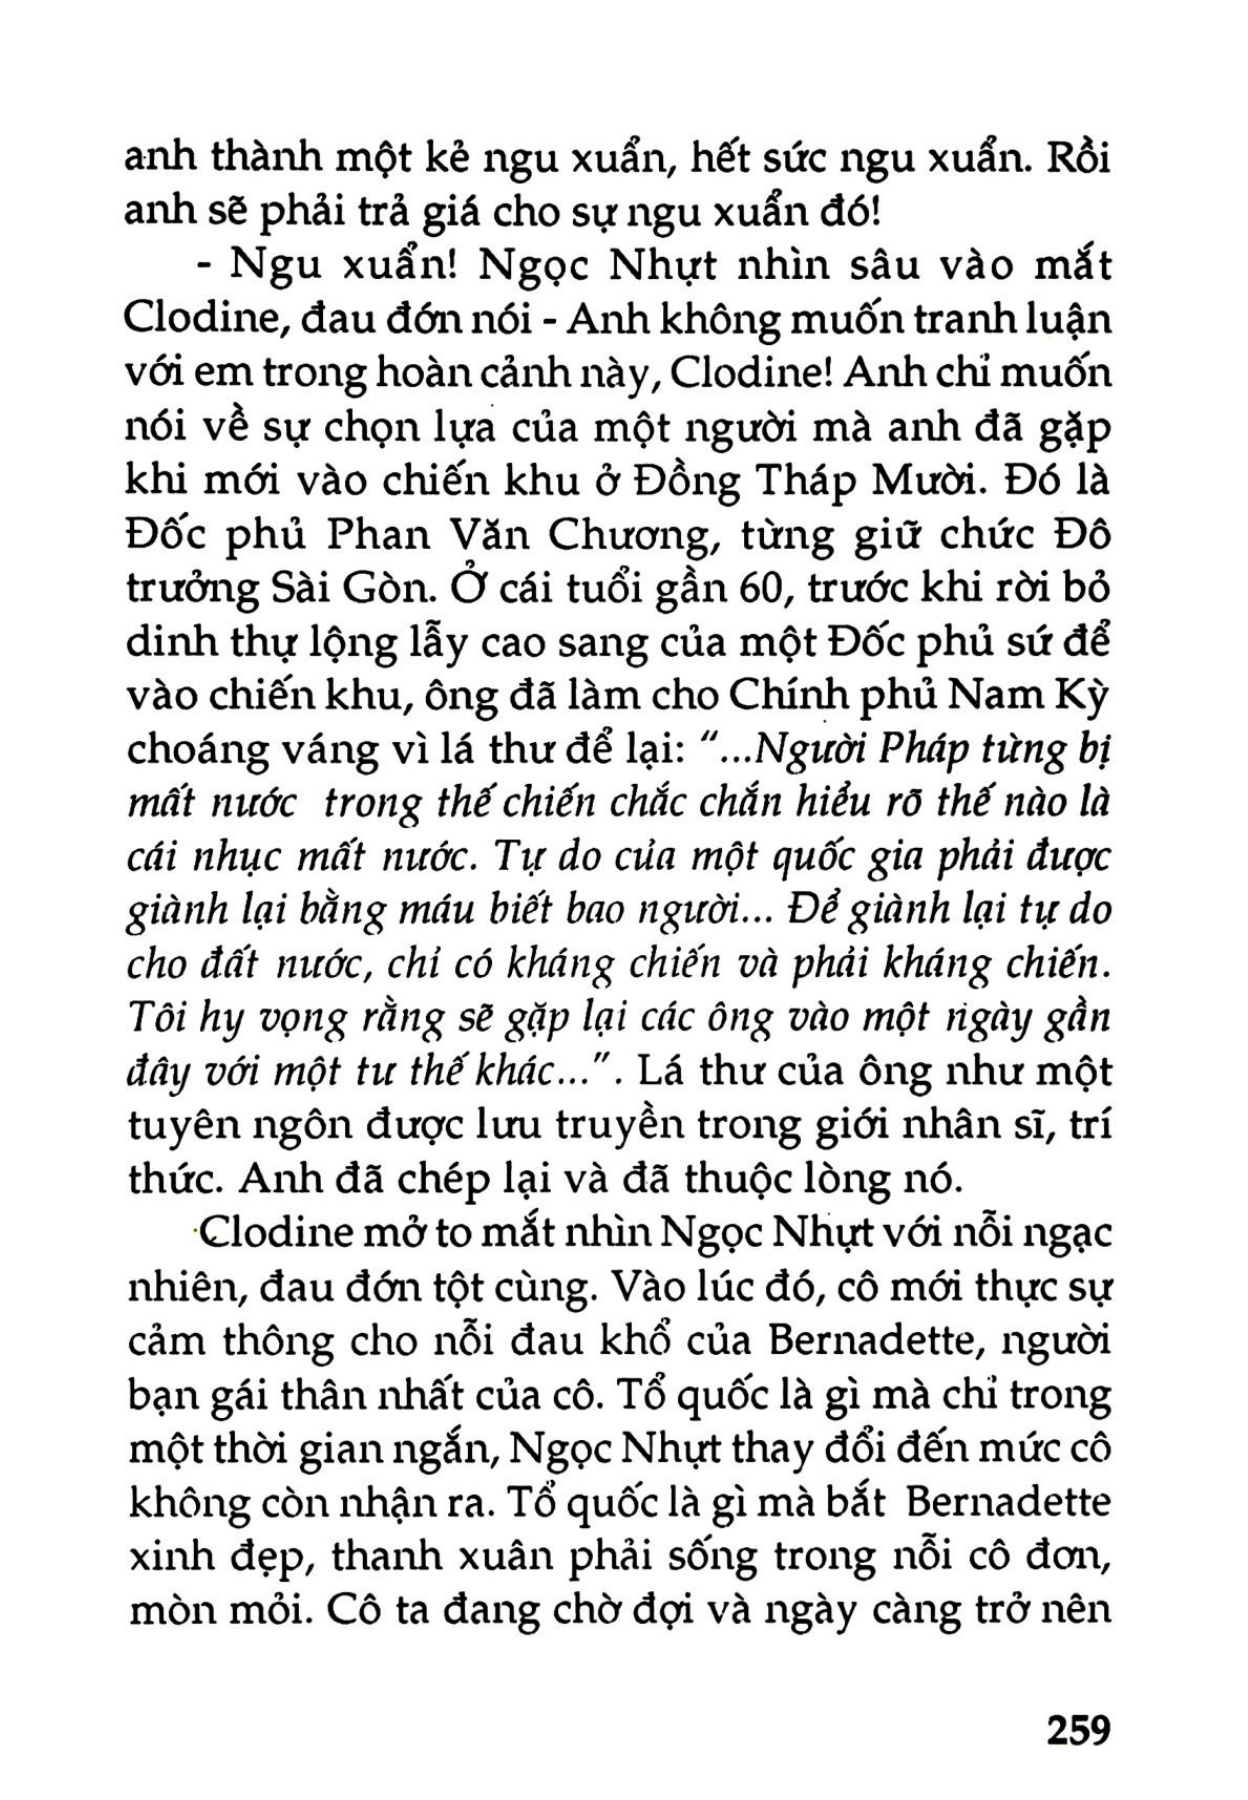 anh thành một kẻ ngu xuẩn, hết sức ngu xuẩn. Rồi
anh sẽ phải trả giá cho sự ngu xuẩn đó!
- Ngu xuẩn! Ngọc Nhựt nhìn sâu vào mắt
Clodine, đau đớn nói - Anh không muốn tranh luận
với em trong hoàn cảnh này, Clodine! Anh chỉ muốn
nói về sự chọn lựa của một người mà anh đã gặp
khi mới vào chiến khu ở Đồng Tháp Mười. Đó là
Đốc phủ Phan Văn Chương, từng giữ chức Đô
trưởng Sài Gòn. Ở cái tuổi gần 60, trước khi rời bỏ
dinh thự lộng lẫy cao sang của một Đốc phủ sứ để
vào chiến khu, ông đã làm cho Chính phủ Nam Kỳ
choáng váng vì lá thư để lại: "...Người Pháp từng bị
mất nước trong thế chiến chắc chắn hiểu rõ thế nào là
cái nhục mất nước. Tự do của một quốc gia phải được
giành lại bằng máu biết bao người... Để giành lại tự do
cho đất nước, chỉ có kháng chiến và phải kháng chiến.
Tôi hy vọng rằng sẽ gặp lại các ông vào một ngày gần
đây với một tư thế khác...". Lá thư của ông như một
tuyên ngôn được lưu truyền trong giới nhân sĩ, trí
thức. Anh đã chép lại và đã thuộc lòng nó.
Clodine mở to mắt nhìn Ngọc Nhựt với nỗi ngạc
nhiên, đau đớn tột cùng. Vào lúc đó, cô mới thực sự
cảm thông cho nỗi đau khổ của Bernadette, người
bạn gái thân nhất của cô. Tổ quốc là gì mà chỉ trong
một thời gian ngắn, Ngọc Nhựt thay đổi đến mức cô
không còn nhận ra. Tổ quốc là gì mà bắt Bernadette
xinh đẹp, thanh xuân phải sống trong nỗi cô đơn,
mòn mỏi. Cô ta đang chờ đợi và ngày càng trở nên
259